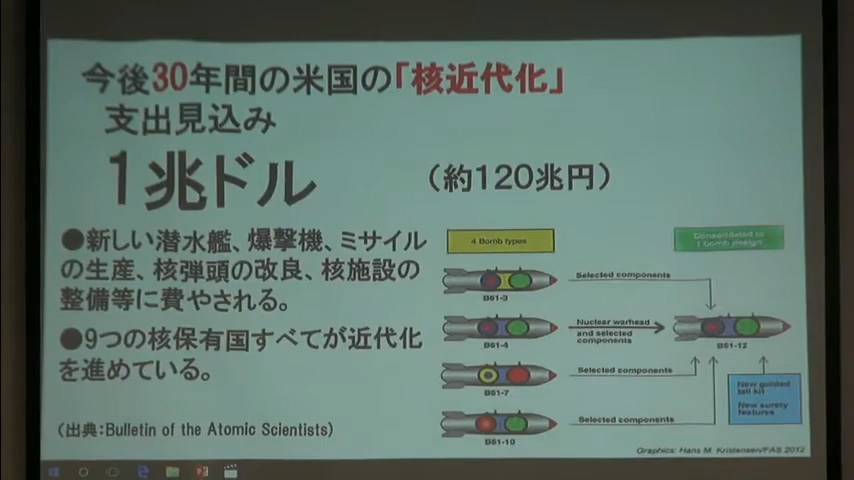 今後30年間の米国の「核近代化」
支出見込み
1兆ドル
(約120兆円)
●新しい潜水艦、爆撃機、ミサイル
の生産、核弾頭の改良、核施設の
整備等に費やされる。
●9つの核保有国すべてが近代化
を進めている。
(出典:Bulletin of the Atomic Scientists)
4 Bomb types
Consolidated to
1 bomb design
B61-3
Selected components
B61-4
Nuclear warhead
and selected
components
B61-12
B61-7
Selected components
B61-10
Selected components
New guided
tail kit
New surety
features
Graphics: Hans M. Kristensen/FAS 2012